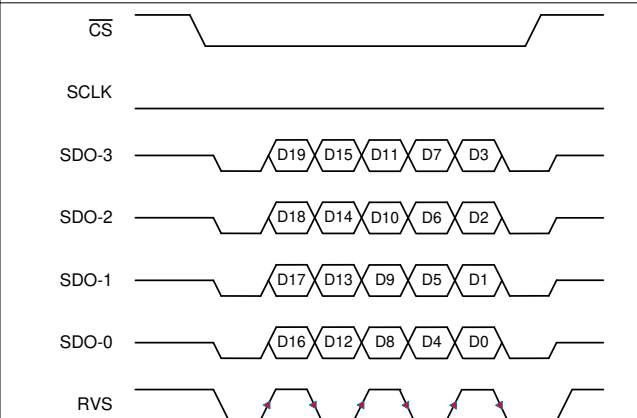 CS
SCLK
SDO-3 D19 D15 D11 D7 D3
SDO-2 D18 D14 D10 D6 D2
SDO-1 D17 D13 D9 D5 D1
SDO-0 D16 D12 D8 D4 D0
RVS